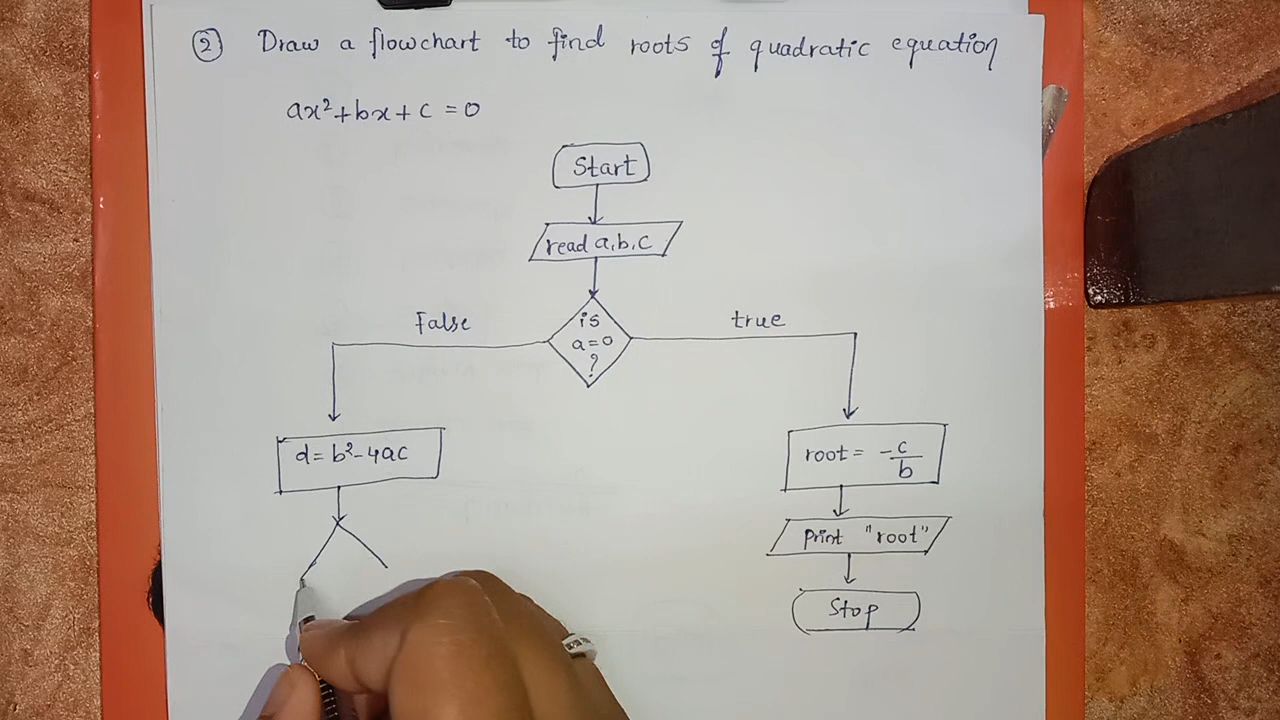 ② Draw a flowchart to find roots of quadratic equation
ax²+bx+c=0
Start
read a,b,c
is
a=0
?
False
true
d=b²-4ac
root= -c/b
Print "root"
Stop